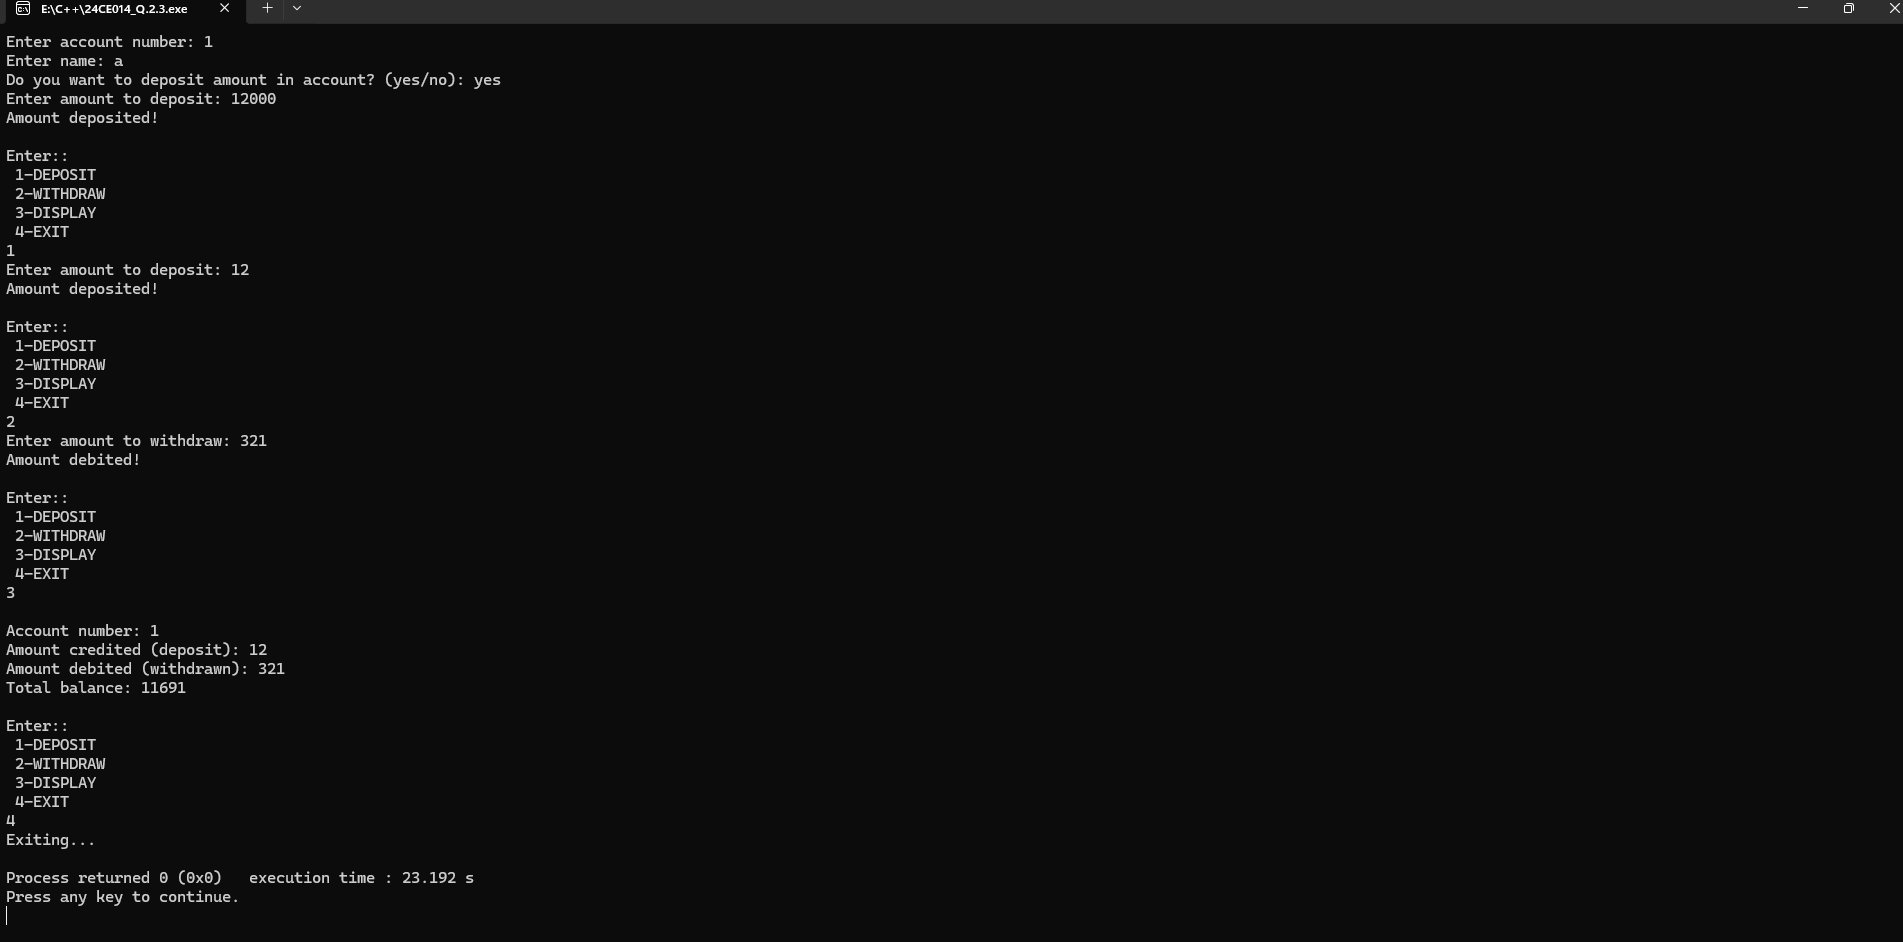 E:\C++\24CE014_Q.2.3.exe
Enter account number: 1
Enter name: a
Do you want to deposit amount in account? (yes/no): yes
Enter amount to deposit: 12000
Amount deposited!
Enter::
1-DEPOSIT
2-WITHDRAW
3-DISPLAY
4-EXIT
1
Enter amount to deposit: 12
Amount deposited!
Enter::
1-DEPOSIT
2-WITHDRAW
3-DISPLAY
4-EXIT
2
Enter amount to withdraw: 321
Amount debited!
Enter::
1-DEPOSIT
2-WITHDRAW
3-DISPLAY
4-EXIT
3
Account number: 1
Amount credited (deposit): 12
Amount debited (withdrawn): 321
Total balance: 11691
Enter::
1-DEPOSIT
2-WITHDRAW
3-DISPLAY
4-EXIT
4
Exiting...
Process returned 0 (0x0)   execution time : 23.192 s
Press any key to continue.